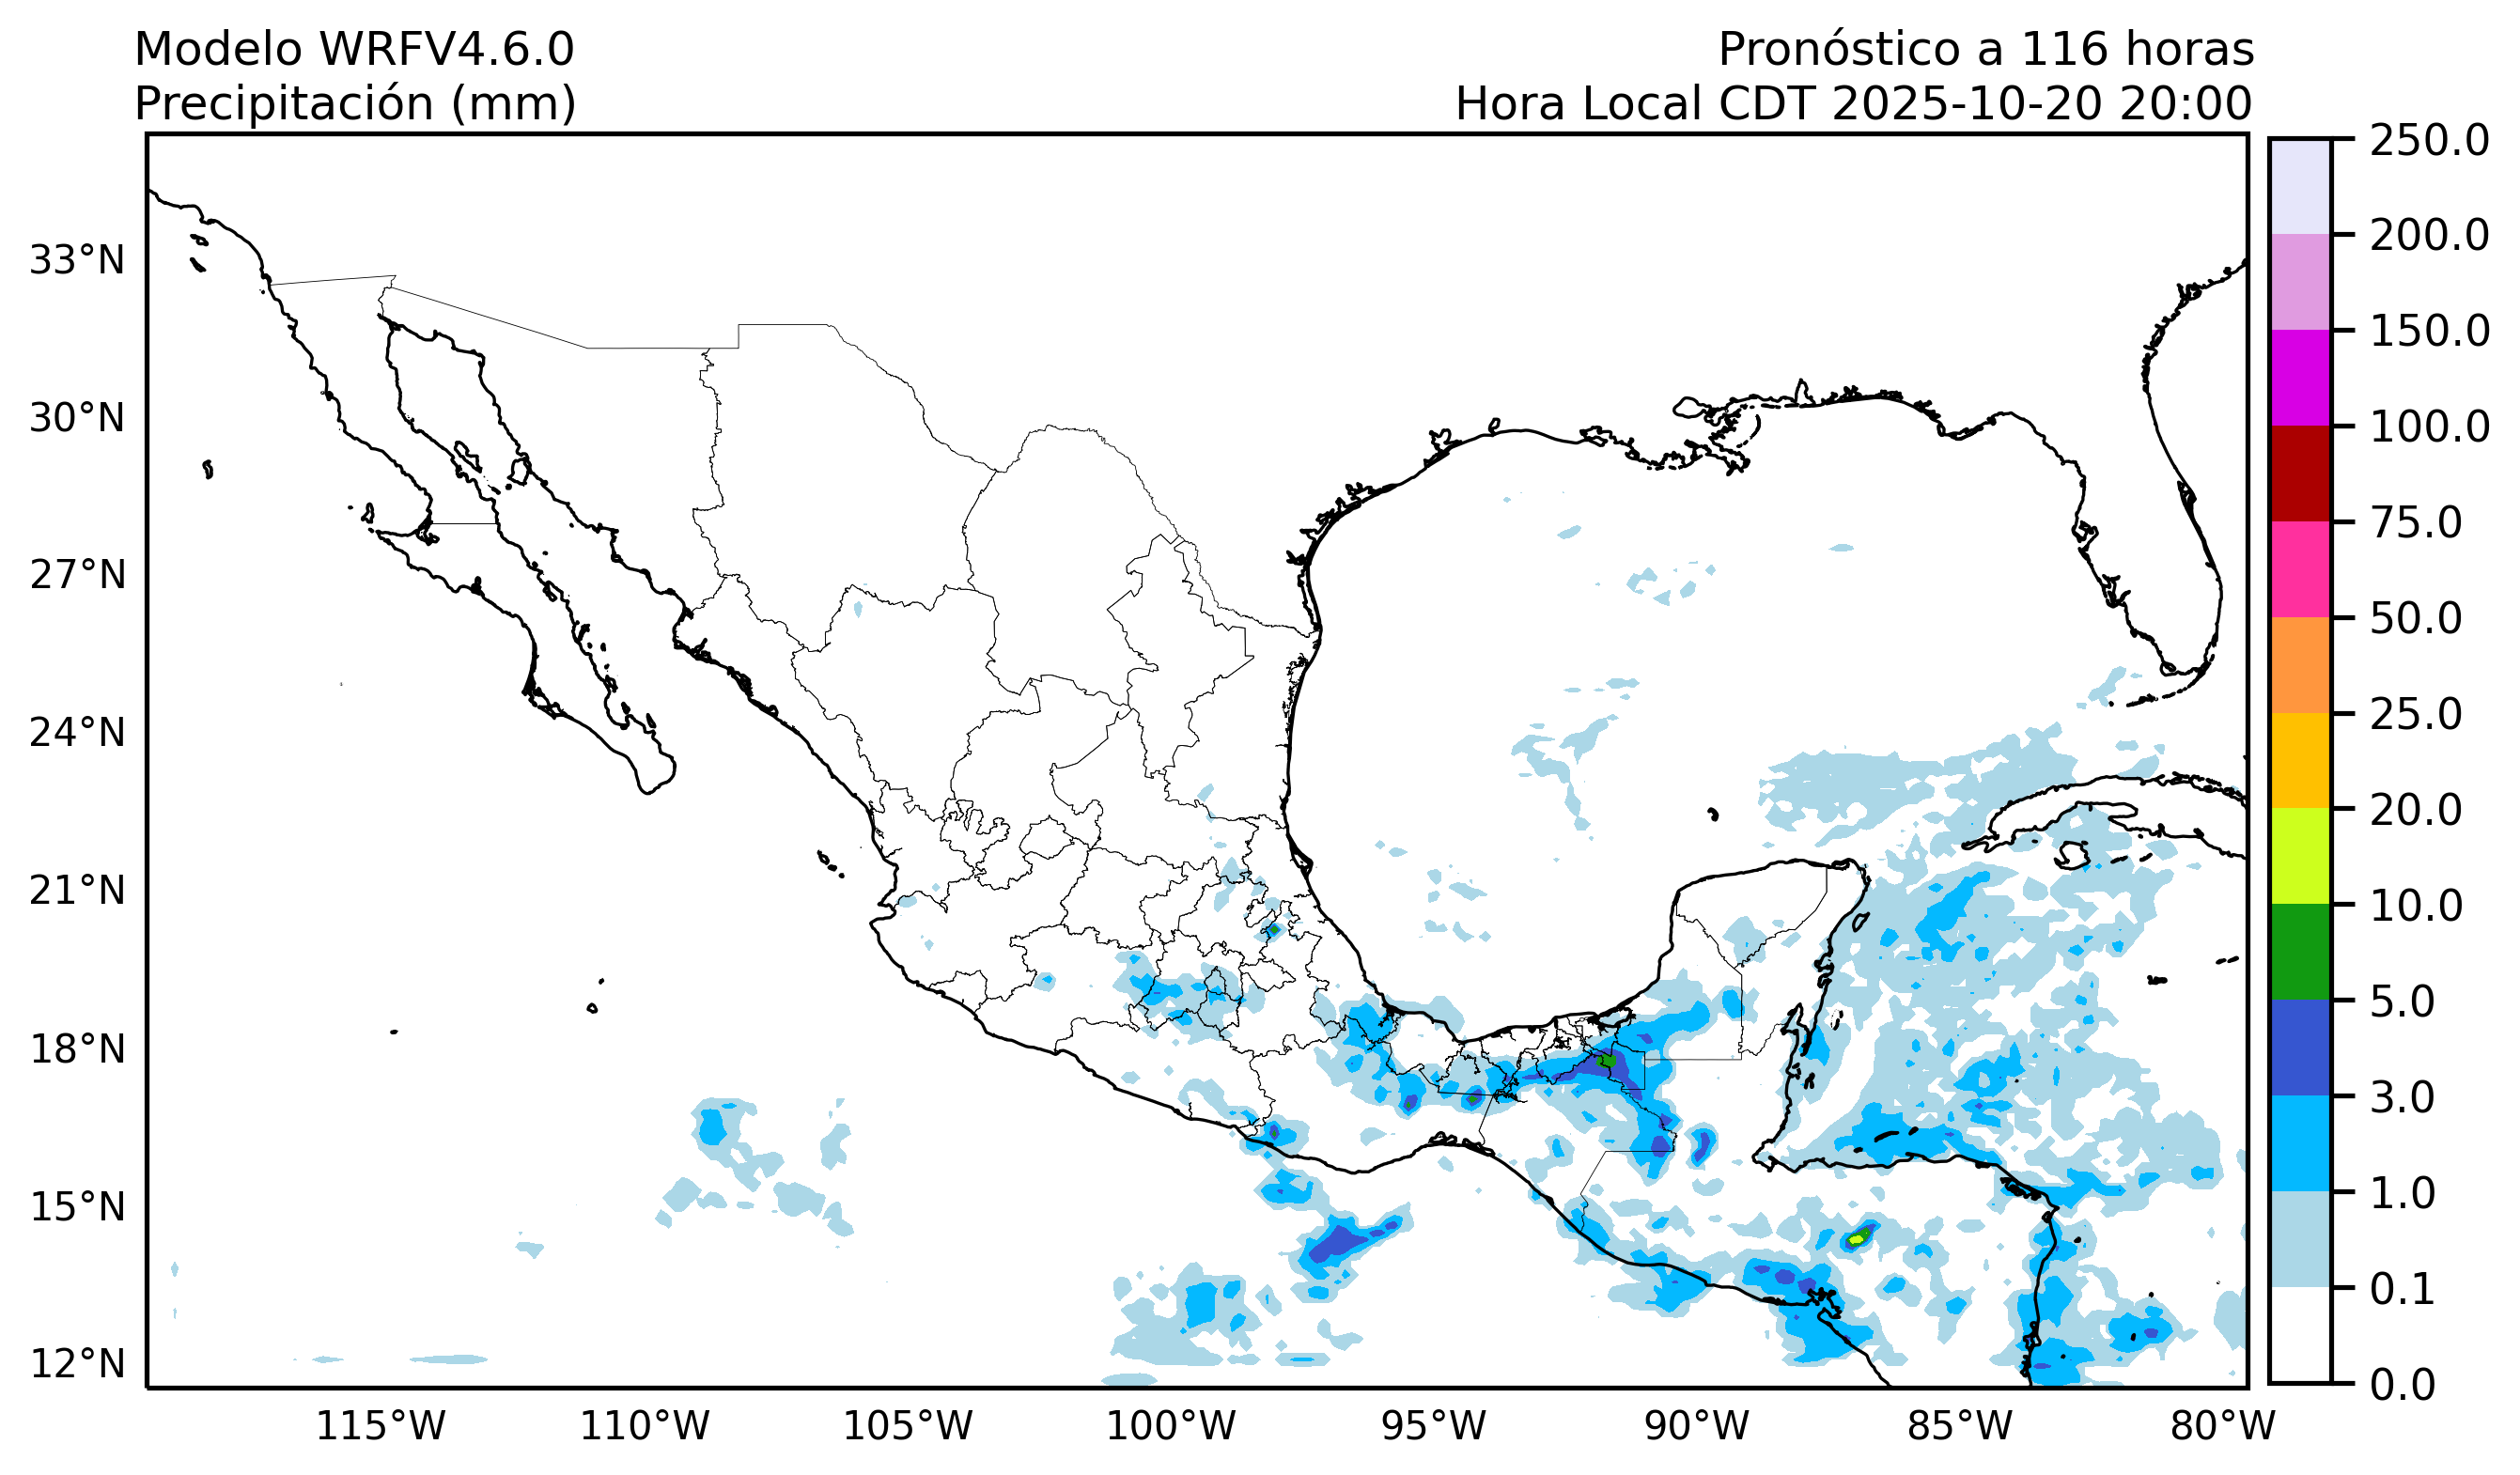 Modelo WRFV4.6.0
Precipitación (mm)
Pronóstico a 116 horas
Hora Local CDT 2025-10-20 20:00
33°N
30°N
27°N
24°N
21°N
18°N
15°N
12°N
115°W
110°W
105°W
100°W
95°W
90°W
85°W
80°W
250.0
200.0
150.0
100.0
75.0
50.0
25.0
20.0
10.0
5.0
3.0
1.0
0.1
0.0